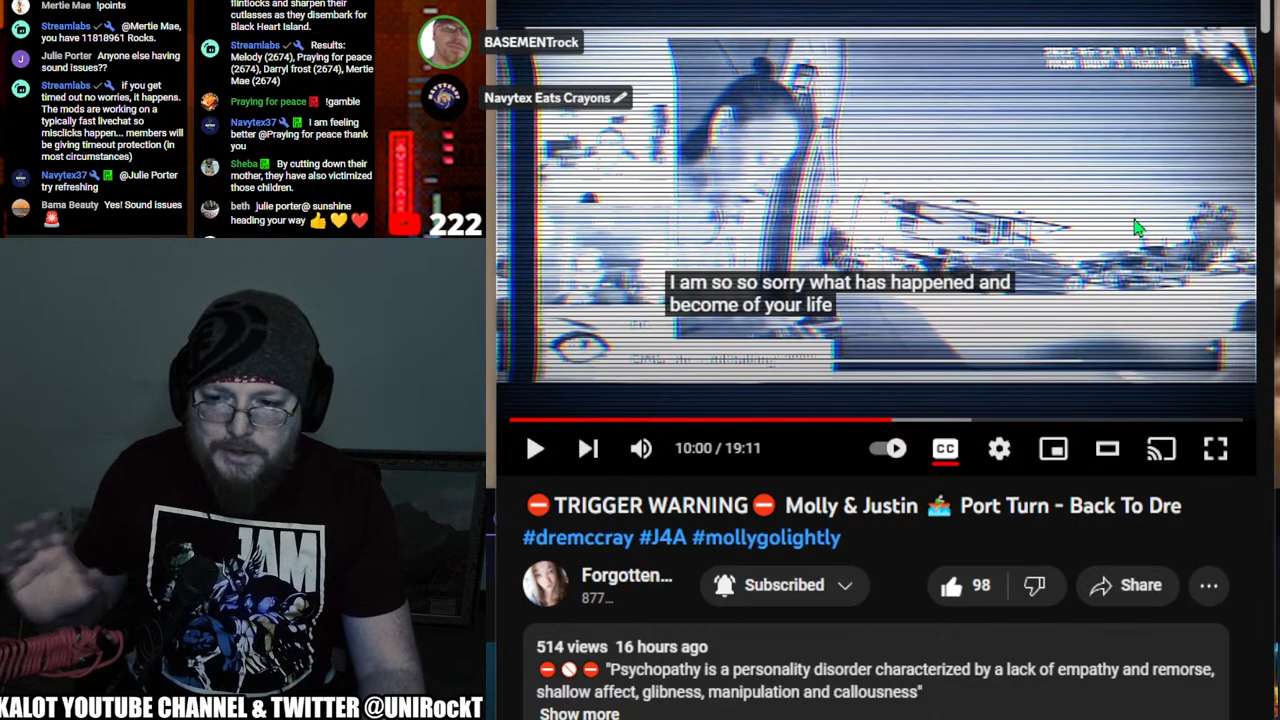 Mertie Mae !points
Streamlabs @Mertie Mae,
you have 11818961 Rocks.
Julie Porter Anyone else having
sound issues??
Streamlabs If you get
timed out no worries, it happens.
The mods are working on a
typically fast livechat so
misclicks happen... members will
be giving timeout protection (in
most circumstances)
Navytex37 @Julie Porter
try refreshing
Bama Beauty Yes! Sound issues
flintlocks and sharpen their
cutlasses as they disembark for
Black Heart Island.
Streamlabs Results:
Melody (2674), Praying for peace
(2674), Darryl frost (2674), Mertie
Mae (2674)
Praying for peace !gamble
Navytex37 I am feeling
better @Praying for peace thank
you
Sheba By cutting down their
mother, they have also victimized
those children.
beth julie porter@ sunshine
heading your way 👍💛❤️
BASEMENTrock
Navytex Eats Crayons
222
I am so so sorry what has happened and
become of your life
10:00 / 19:11
CC
⛔TRIGGER WARNING⛔ Molly & Justin 🚣 Port Turn - Back To Dre
#dremccray #J4A #mollygolightly
Forgotten...
877...
Subscribed
98
Share
514 views 16 hours ago
⛔ 🚫 ⛔ "Psychopathy is a personality disorder characterized by a lack of empathy and remorse,
shallow affect, glibness, manipulation and callousness"
Show more
JAM
KALOT YOUTUBE CHANNEL & TWITTER @UNIRockT